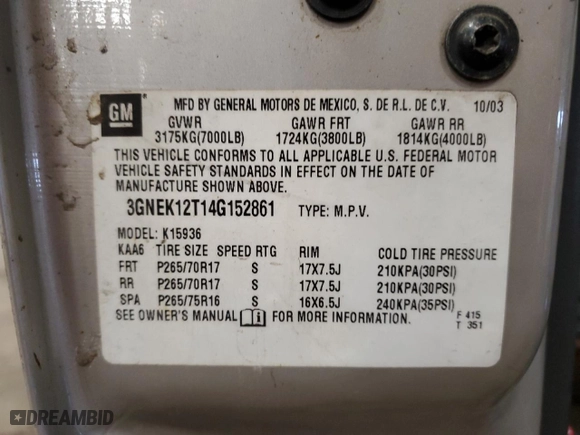 GM
MFD BY GENERAL MOTORS DE MEXICO, S. DE R.L. DE C.V. 10/03
GVWR GAWR FRT GAWR RR
3175KG(7000LB) 1724KG(3800LB) 1814KG(4000LB)
THIS VEHICLE CONFORMS TO ALL APPLICABLE U.S. FEDERAL MOTOR
VEHICLE SAFETY STANDARDS IN EFFECT ON THE DATE OF
MANUFACTURE SHOWN ABOVE.
3GNEK12T14G152861 TYPE: M.P.V.
MODEL: K15936
KAA6 TIRE SIZE SPEED RTG RIM COLD TIRE PRESSURE
FRT P265/70R17 S 17X7.5J 210KPA(30PSI)
RR P265/70R17 S 17X7.5J 210KPA(30PSI)
SPA P265/75R16 S 16X6.5J 240KPA(35PSI)
SEE OWNER'S MANUAL FOR MORE INFORMATION. F 415
T 351
DREAMBID